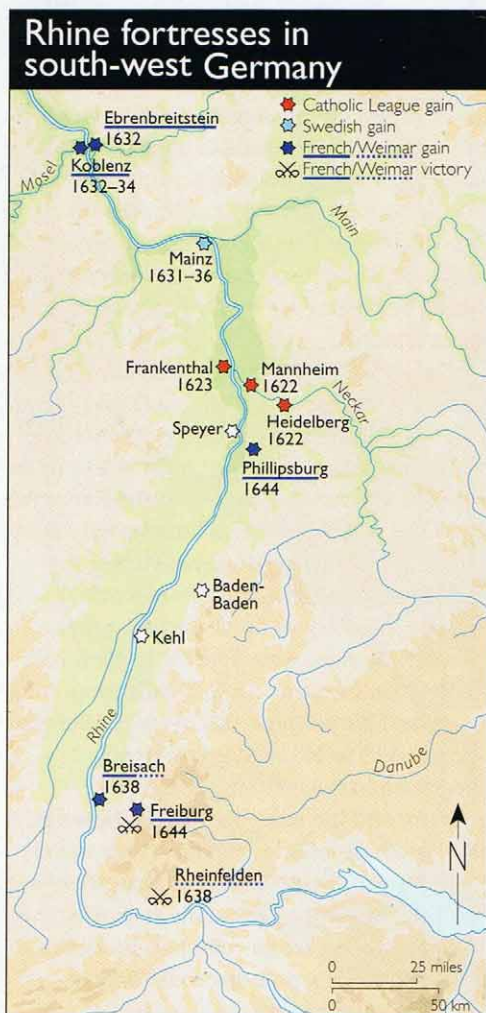 Rhine fortresses in
south-west Germany
Catholic League gain
Swedish gain
French/Weimar gain
French/Weimar victory
Ebrenbreitstein
1632
Koblenz
1632–34
Mosel
Main
Mainz
1631–36
Frankenthal
1623
Mannheim
1622
Neckar
Heidelberg
1622
Speyer
Phillipsburg
1644
Baden-
Baden
Kehl
Rhine
Breisach
1638
Danube
Freiburg
1644
Rheinfelden
1638
N
0 25 miles
0 50 km